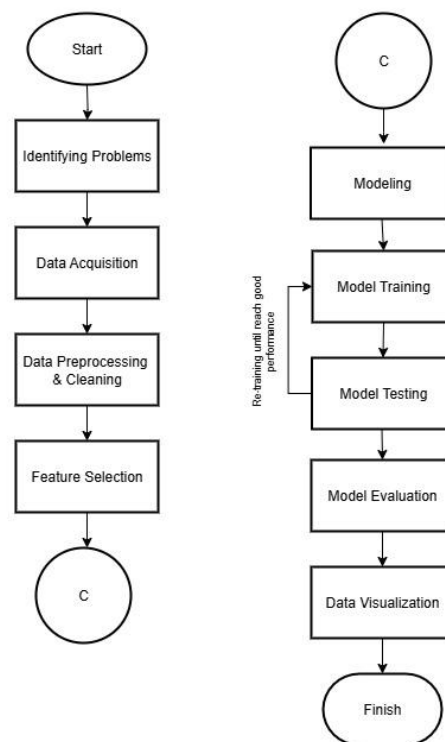 Start
Identifying Problems
Data Acquisition
Data Preprocessing
& Cleaning
Feature Selection
C
C
Modeling
Model Training
Re-training until reach good
performance
Model Testing
Model Evaluation
Data Visualization
Finish